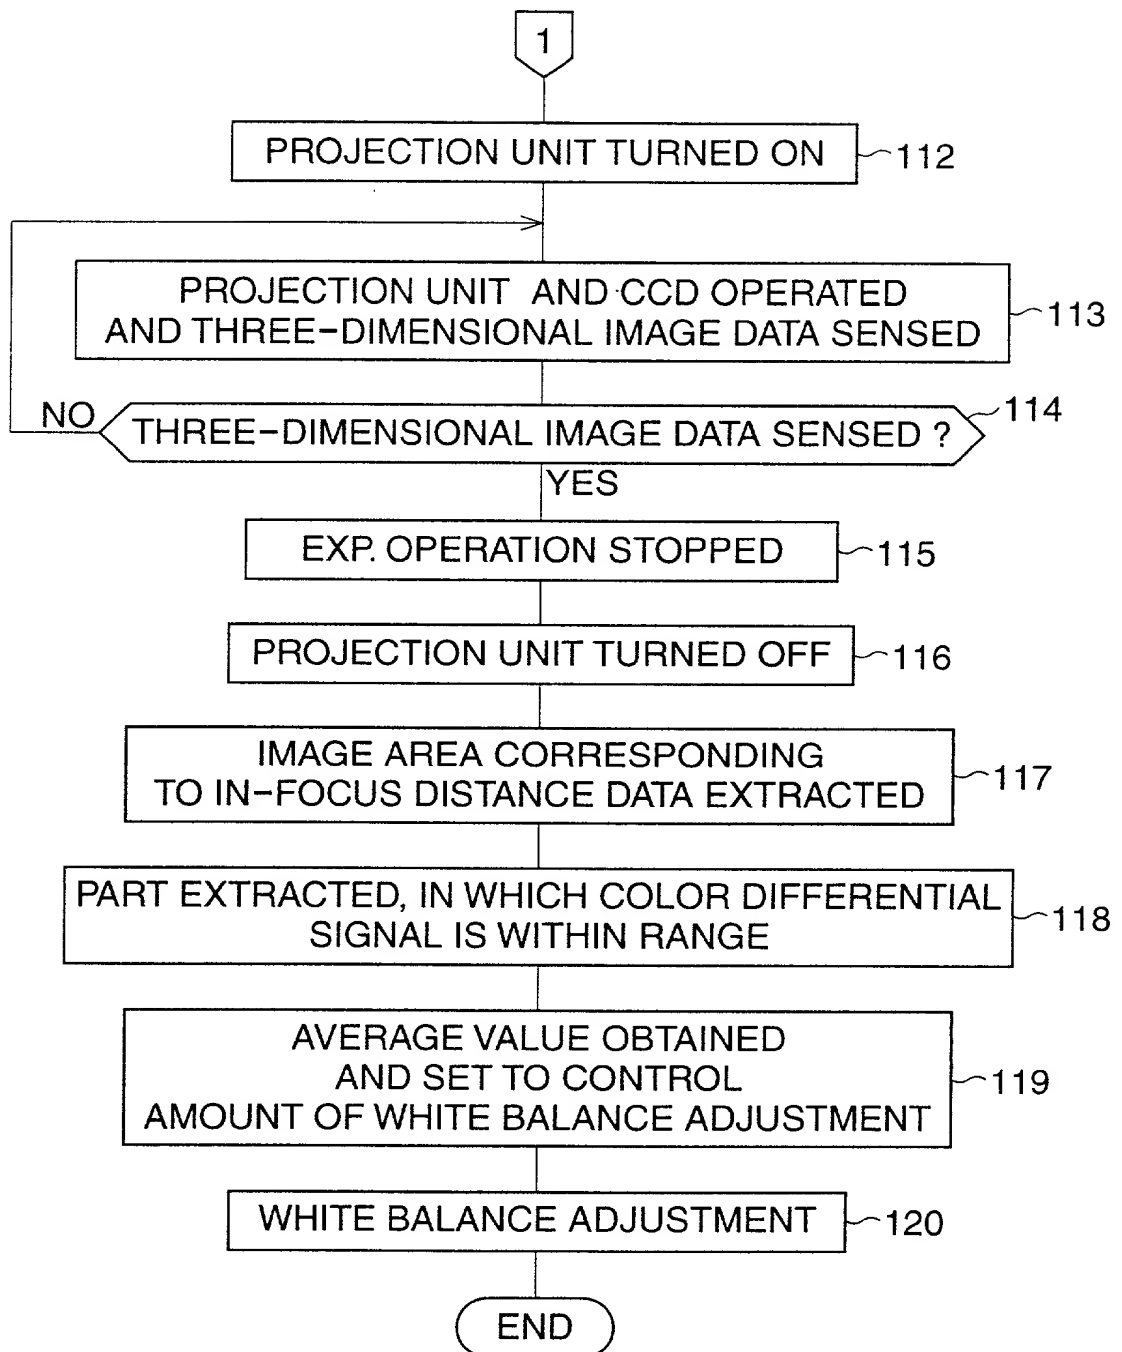 1
PROJECTION UNIT TURNED ON
112
PROJECTION UNIT AND CCD OPERATED
AND THREE-DIMENSIONAL IMAGE DATA SENSED
113
NO
THREE-DIMENSIONAL IMAGE DATA SENSED ?
114
YES
EXP. OPERATION STOPPED
115
PROJECTION UNIT TURNED OFF
116
IMAGE AREA CORRESPONDING
TO IN-FOCUS DISTANCE DATA EXTRACTED
117
PART EXTRACTED, IN WHICH COLOR DIFFERENTIAL
SIGNAL IS WITHIN RANGE
118
AVERAGE VALUE OBTAINED
AND SET TO CONTROL
AMOUNT OF WHITE BALANCE ADJUSTMENT
119
WHITE BALANCE ADJUSTMENT
120
END